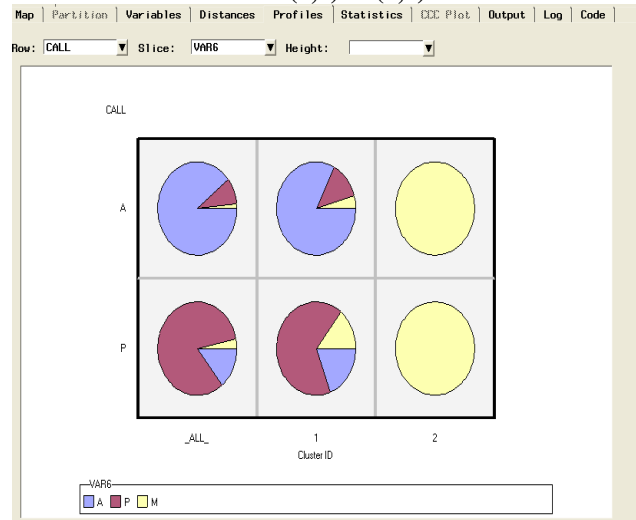 Map Partition Variables Distances Profiles Statistics CCC Plot Output Log Code
Row: CALL Slice: VAR6 Height:
CALL
A
P
_ALL_ 1 2
Cluster ID
VAR6
A P M